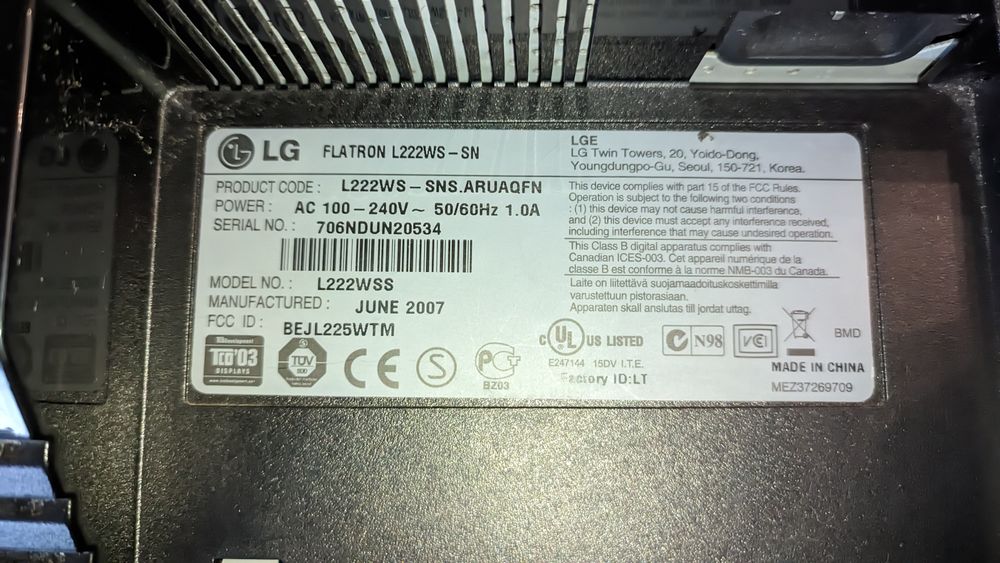 LG FLATRON L222WS-SN
PRODUCT CODE : L222WS-SNS.ARUAQFN
POWER : AC 100-240V~ 50/60Hz 1.0A
SERIAL NO. : 706NDUN20534
MODEL NO. : L222WSS
MANUFACTURED : JUNE 2007
FCC ID : BEJL225WTM
LGE
LG Twin Towers, 20, Yoido-Dong,
Youngdungpo-Gu, Seoul, 150-721, Korea.
This device complies with part 15 of the FCC Rules.
Operation is subject to the following two conditions
: (1) this device may not cause harmful interference,
and (2) this device must accept any interference received,
including interference that may cause undesired operation.
This Class B digital apparatus complies with
Canadian ICES-003. Cet appareil numérique de la
classe B est conforme à la norme NMB-003 du Canada.
Laite on liitettävä suojamaadoituskoskettimilla
varustettuun pistorasiaan.
Apparaten skall anslutas till jordat uttag.
TCO'03
DISPLAYS
TÜV
CE
S
PCT
BZ03
c UL US LISTED
E247144 15DV I.T.E.
Factory ID:LT
N98
VCI
BMD
MADE IN CHINA
MEZ37269709